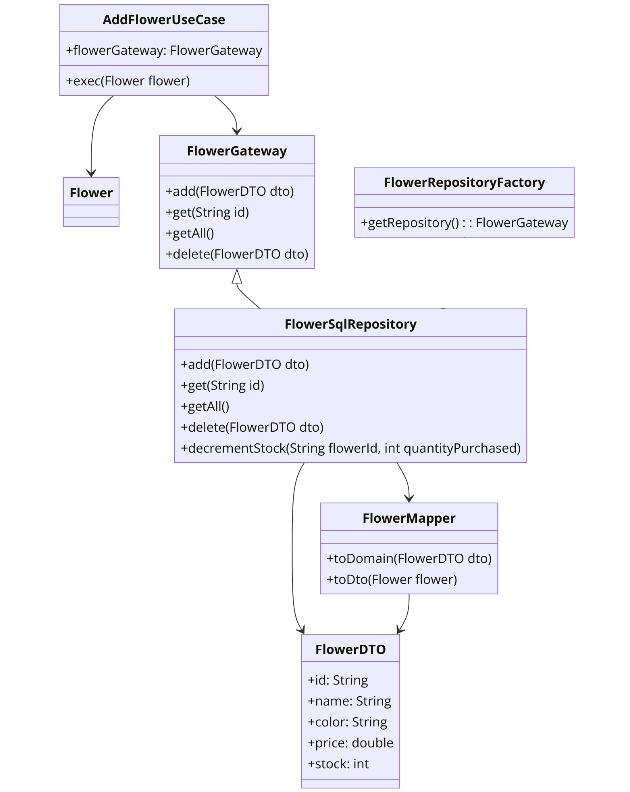 AddFlowerUseCase
+flowerGateway: FlowerGateway
+exec(Flower flower)
Flower
FlowerGateway
+add(FlowerDTO dto)
+get(String id)
+getAll()
+delete(FlowerDTO dto)
FlowerRepositoryFactory
+getRepository() : : FlowerGateway
FlowerSqlRepository
+add(FlowerDTO dto)
+get(String id)
+getAll()
+delete(FlowerDTO dto)
+decrementStock(String flowerId, int quantityPurchased)
FlowerMapper
+toDomain(FlowerDTO dto)
+toDto(Flower flower)
FlowerDTO
+id: String
+name: String
+color: String
+price: double
+stock: int